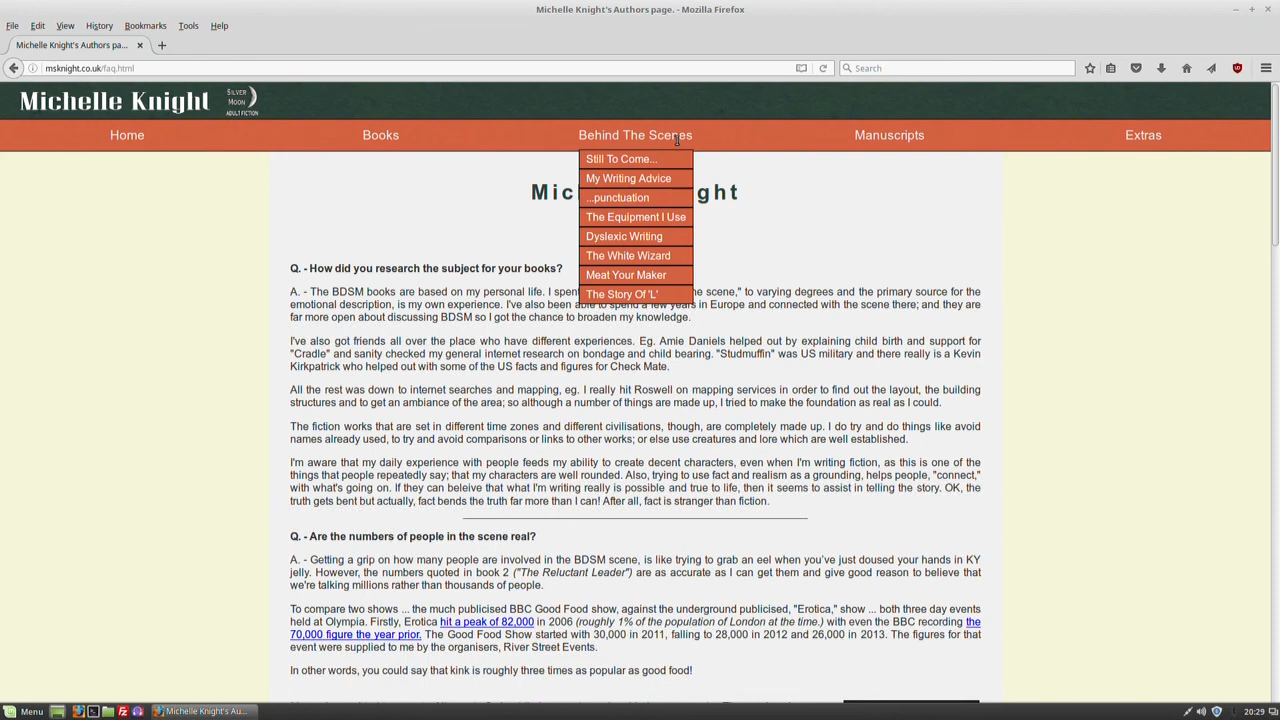 Michelle Knight's Authors page. - Mozilla Firefox
File Edit View History Bookmarks Tools Help
Michelle Knight's Authors pa...
msknight.co.uk/faq.html
Search
Michelle Knight
SILVER
MOON
ADULT FICTION
Home Books Behind The Scenes Manuscripts Extras
Still To Come...
My Writing Advice
...punctuation
The Equipment I Use
Dyslexic Writing
The White Wizard
Meat Your Maker
The Story Of 'L'
Mic ght
Q. - How did you research the subject for your books?
A. - The BDSM books are based on my personal life. I spent he scene," to varying degrees and the primary source for the
emotional description, is my own experience. I've also been able to spend a few years in Europe and connected with the scene there; and they are
far more open about discussing BDSM so I got the chance to broaden my knowledge.
I've also got friends all over the place who have different experiences. Eg. Amie Daniels helped out by explaining child birth and support for
"Cradle" and sanity checked my general internet research on bondage and child bearing. "Studmuffin" was US military and there really is a Kevin
Kirkpatrick who helped out with some of the US facts and figures for Check Mate.
All the rest was down to internet searches and mapping, eg. I really hit Roswell on mapping services in order to find out the layout, the building
structures and to get an ambiance of the area; so although a number of things are made up, I tried to make the foundation as real as I could.
The fiction works that are set in different time zones and different civilisations, though, are completely made up. I do try and do things like avoid
names already used, to try and avoid comparisons or links to other works; or else use creatures and lore which are well established.
I'm aware that my daily experience with people feeds my ability to create decent characters, even when I'm writing fiction, as this is one of the
things that people repeatedly say; that my characters are well rounded. Also, trying to use fact and realism as a grounding, helps people, "connect,"
with what's going on. If they can beleive that what I'm writing really is possible and true to life, then it seems to assist in telling the story. OK, the
truth gets bent but actually, fact bends the truth far more than I can! After all, fact is stranger than fiction.
Q. - Are the numbers of people in the scene real?
A. - Getting a grip on how many people are involved in the BDSM scene, is like trying to grab an eel when you've just doused your hands in KY
jelly. However, the numbers quoted in book 2 ("The Reluctant Leader") are as accurate as I can get them and give good reason to believe that
we're talking millions rather than thousands of people.
To compare two shows ... the much publicised BBC Good Food show, against the underground publicised, "Erotica," show ... both three day events
held at Olympia. Firstly, Erotica hit a peak of 82,000 in 2006 (roughly 1% of the population of London at the time.) with even the BBC recording the
70,000 figure the year prior. The Good Food Show started with 30,000 in 2011, falling to 28,000 in 2012 and 26,000 in 2013. The figures for that
event were supplied to me by the organisers, River Street Events.
In other words, you could say that kink is roughly three times as popular as good food!
Menu Michelle Knight's Au... 20:29